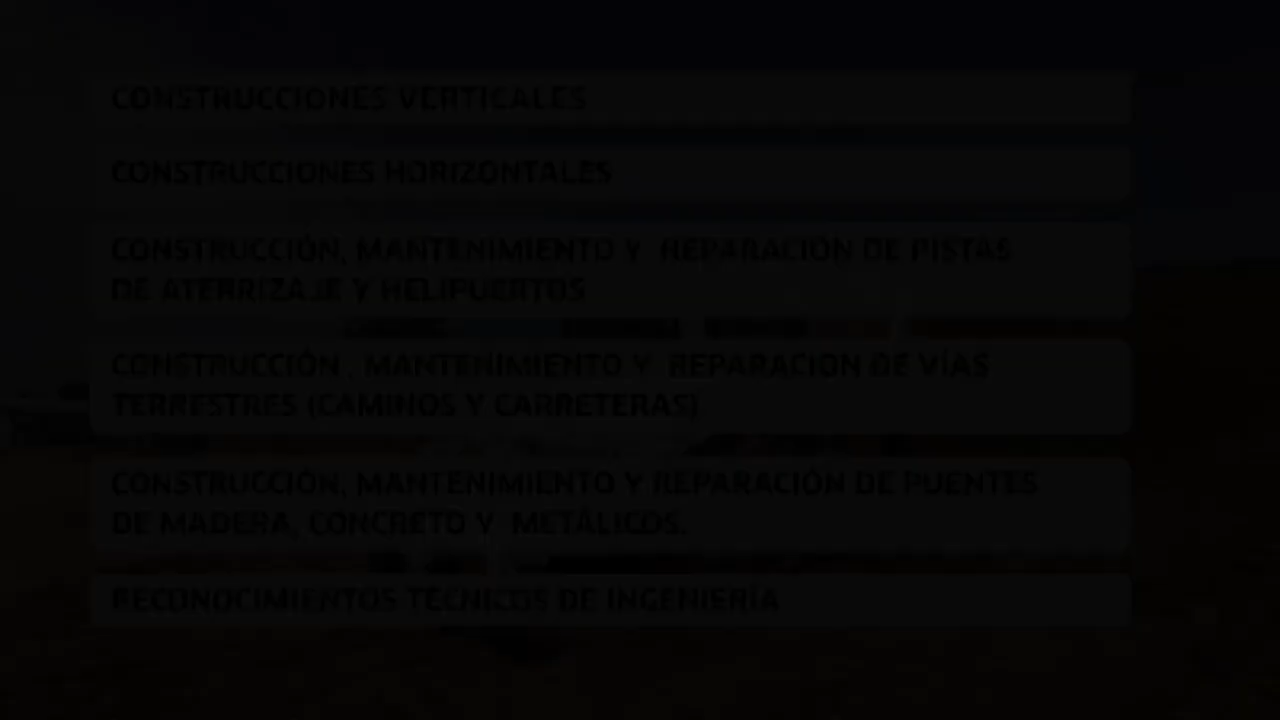 CONSTRUCCIONES VERTICALES
CONSTRUCCIONES HORIZONTALES
CONSTRUCCIÓN, MANTENIMIENTO Y REPARACIÓN DE PISTAS
DE ATERRIZAJE Y HELIPUERTOS
CONSTRUCCIÓN , MANTENIMIENTO Y REPARACIÓN DE VÍAS
TERRESTRES (CAMINOS Y CARRETERAS).
CONSTRUCCIÓN, MANTENIMIENTO Y REPARACIÓN DE PUENTES
DE MADERA, CONCRETO Y METÁLICOS.
RECONOCIMIENTOS TÉCNICOS DE INGENIERÍA